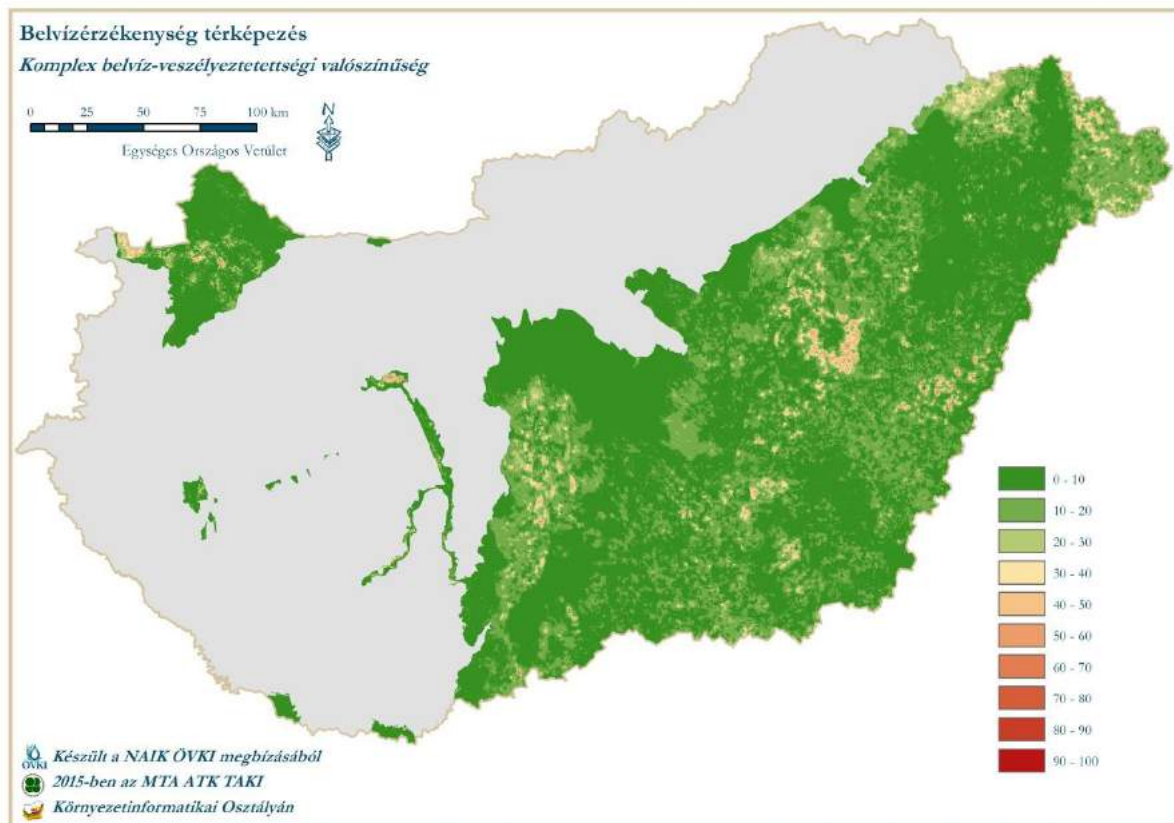 Belvízérzékenység térképezés
Komplex belvíz-veszélyeztetettségi valószínűség
0 25 50 75 100 km
N
Egységes Országos Vetület
0 - 10
10 - 20
20 - 30
30 - 40
40 - 50
50 - 60
60 - 70
70 - 80
80 - 90
90 - 100
ÖVKI
Készült a NAIK ÖVKI megbízásából
2015-ben az MTA ATK TAKI
Környezetinformatikai Osztályán